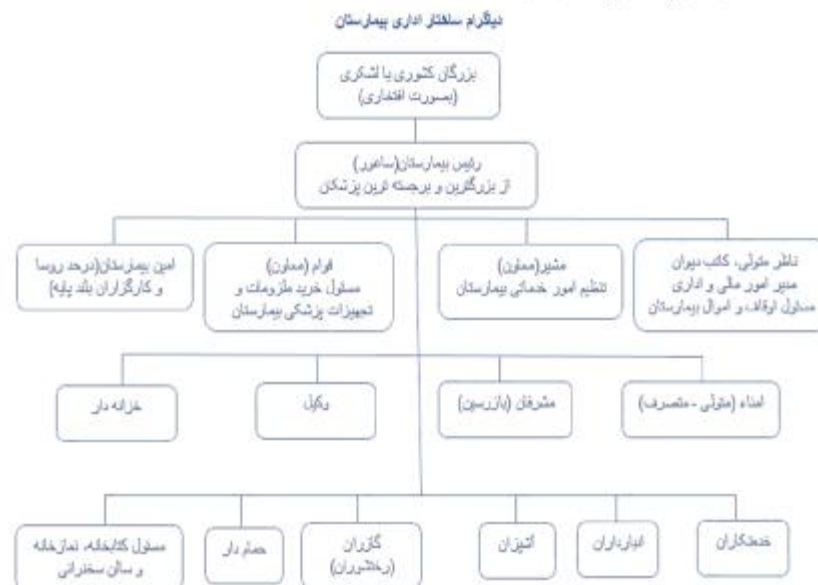 دیاگرام ساختار اداری بیمارستان
بزرگان کشوری یا لشکری
(بصورت افتخاری)
رئیس بیمارستان(ساعور)
از بزرگترین و برجسته ترین پزشکان
ناظر متولی، کاتب دیوان
مدیر امور مالی و اداری
مسئول اوقاف و اموال بیمارستان
مشیر(معاون)
تنظیم امور خدماتی بیمارستان
قوام (معاون)
مسئول خرید ملزومات و
تجهیزات پزشکی بیمارستان
امین بیمارستان(درحد روسا
و کارگزاران بلند پایه)
امناء (متولی - متصرف)
مشرفان (بازرسین)
وکیل
خزانه دار
خدمتکاران
انبارداران
آشپزان
گازران
(رختشوران)
حمام دار
مسئول کتابخانه، نمازخانه
و سالن سخنرانی